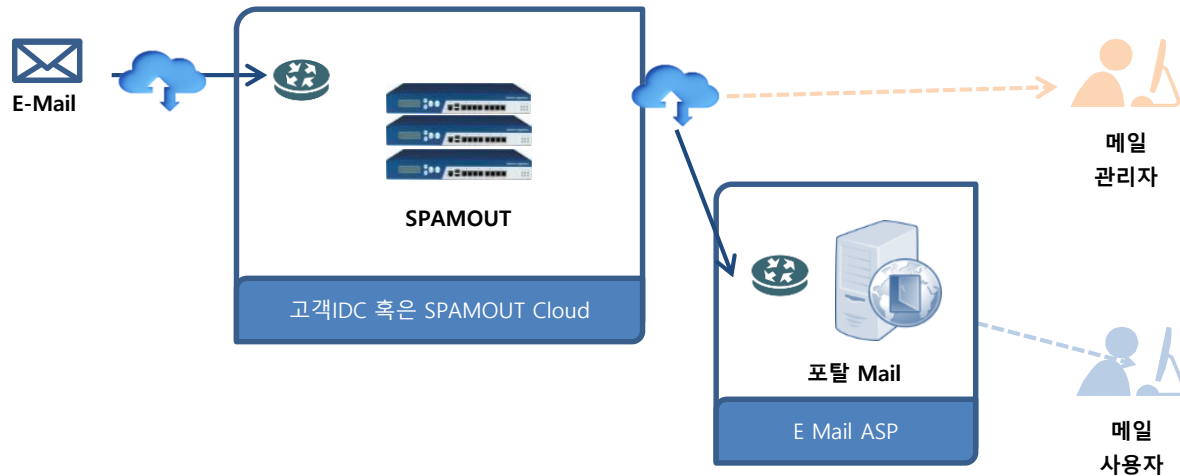 E-Mail
SPAMOUT
고객IDC 혹은 SPAMOUT Cloud
메일
관리자
포탈 Mail
E Mail ASP
메일
사용자